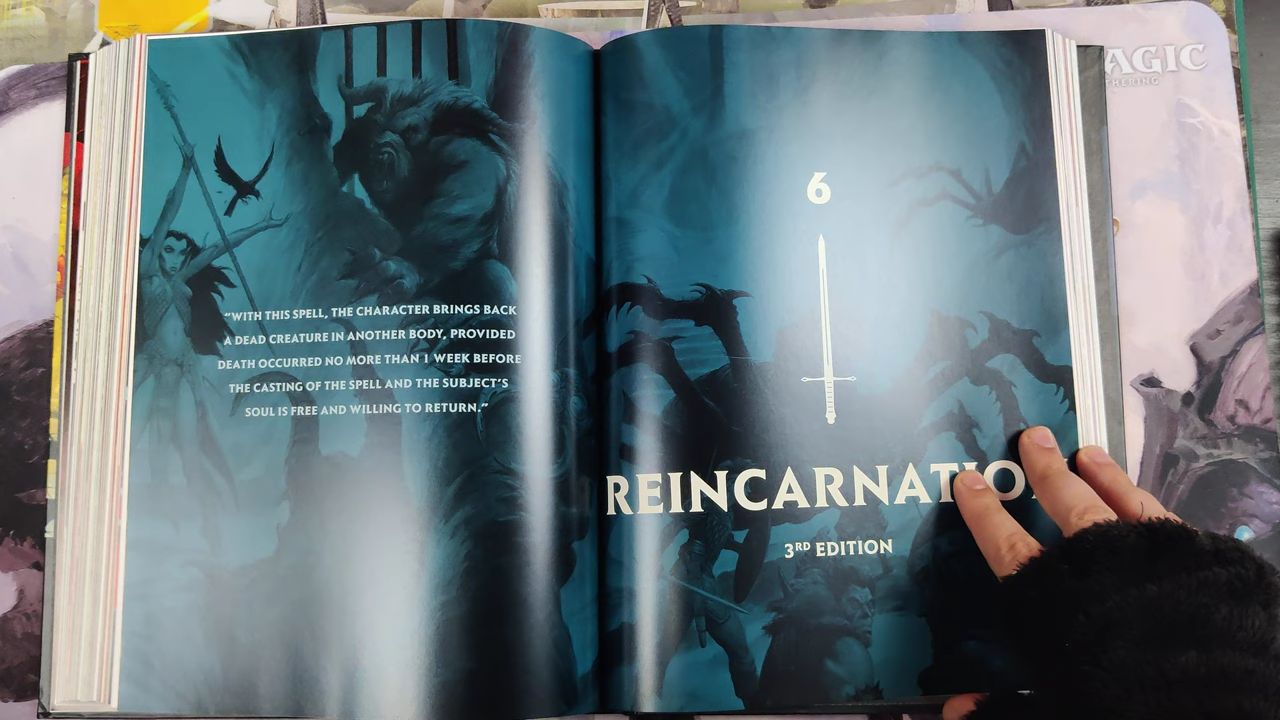 “WITH THIS SPELL, THE CHARACTER BRINGS BACK
A DEAD CREATURE IN ANOTHER BODY, PROVIDED
DEATH OCCURRED NO MORE THAN 1 WEEK BEFORE
THE CASTING OF THE SPELL AND THE SUBJECT’S
SOUL IS FREE AND WILLING TO RETURN.”
6
REINCARNATIO
3RD EDITION
AGIC
THERING